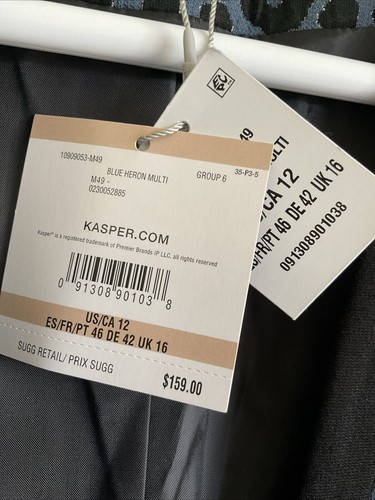 10909053-M49
35-P3-5
BLUE HERON MULTI
GROUP 6
M49 -
0230052885
KASPER.COM
Kasper® is a registered trademark of Premier Brands IP LLC, all rights reserved
0 91308 90103 8
US/CA 12
ES/FR/PT 46 DE 42 UK 16
SUGG RETAIL/ PRIX SUGG
$159.00
49
MULTI
US/CA 12
ES/FR/PT 46 DE 42 UK 16
091308901038